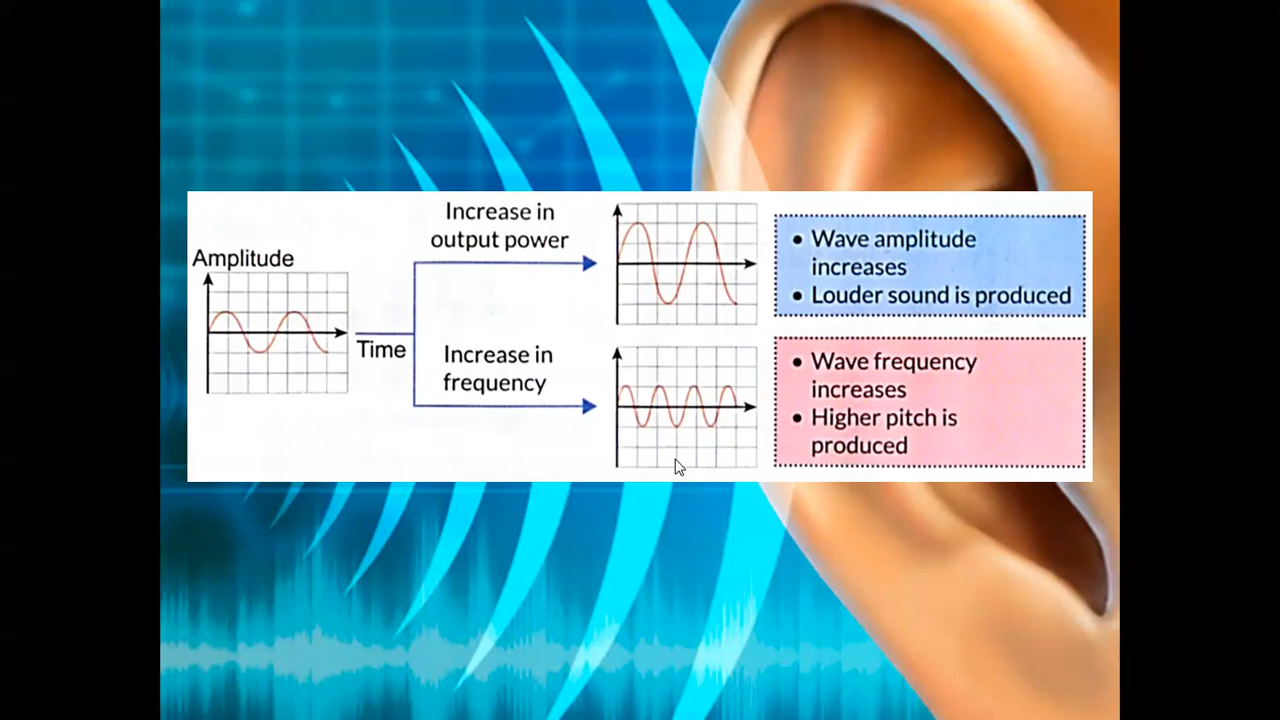 Amplitude
Time
Increase in
output power
• Wave amplitude
increases
• Louder sound is produced
Increase in
frequency
• Wave frequency
increases
• Higher pitch is
produced